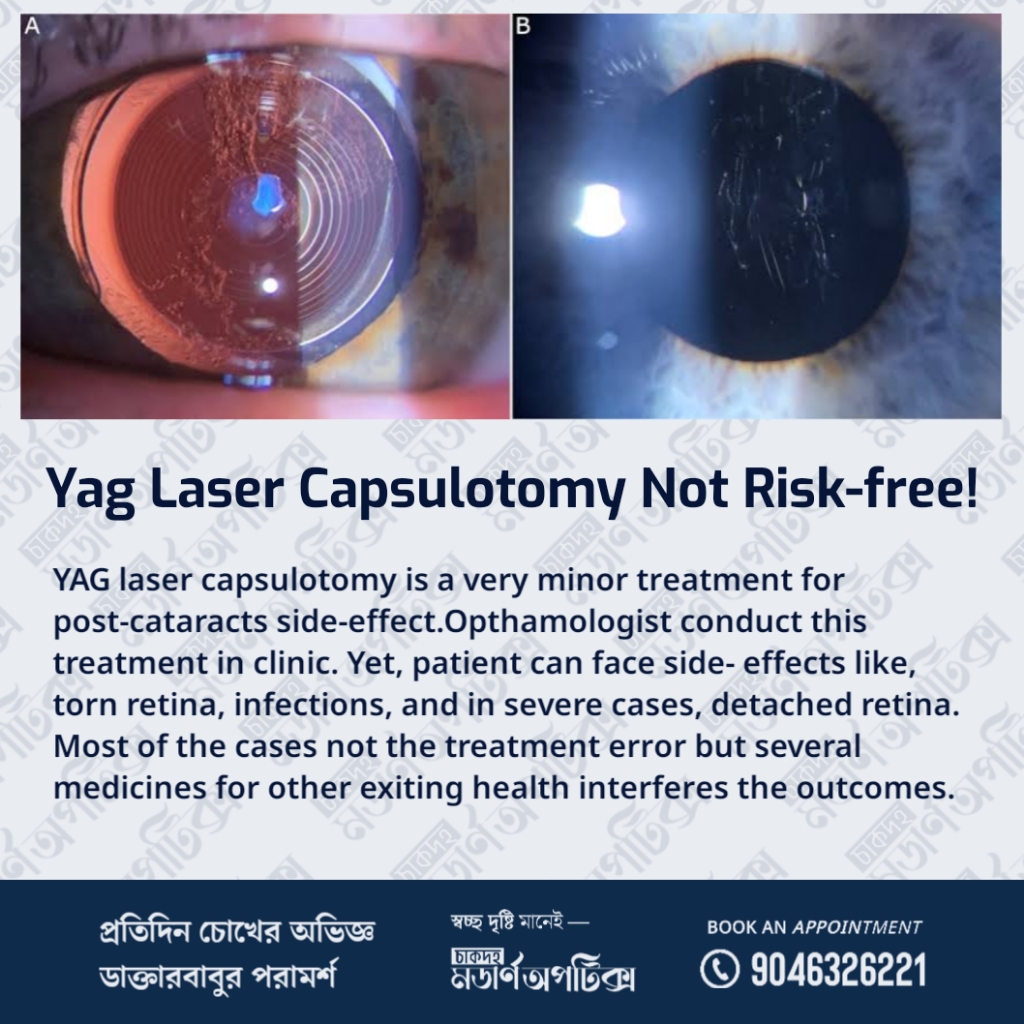 A
B
Yag Laser Capsulotomy Not Risk-free!
YAG laser capsulotomy is a very minor treatment for
post-cataracts side-effect.Opthamologist conduct this
treatment in clinic. Yet, patient can face side- effects like,
torn retina, infections, and in severe cases, detached retina.
Most of the cases not the treatment error but several
medicines for other exiting health interferes the outcomes.
প্রতিদিন চোখের অভিজ্ঞ
ডাক্তারবাবুর পরামর্শ
স্বচ্ছ দৃষ্টি মানেই —
চাকদহ
মডার্ণ অপটিক্স
BOOK AN APPOINTMENT
9046326221